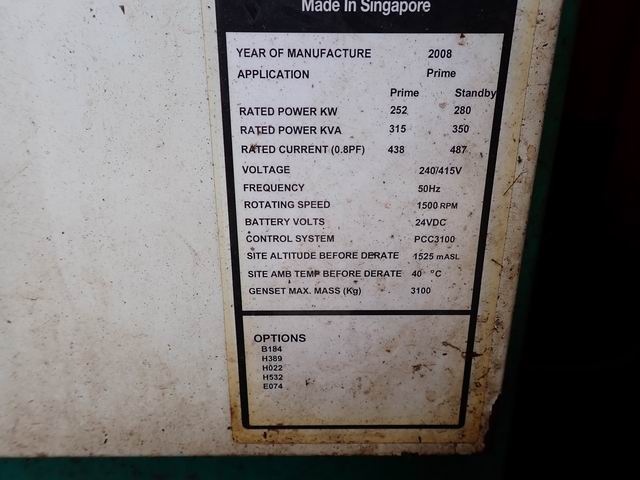 Made In Singapore
YEAR OF MANUFACTURE 2008
APPLICATION Prime
Prime Standby
RATED POWER KW 252 280
RATED POWER KVA 315 350
RATED CURRENT (0.8PF) 438 487
VOLTAGE 240/415V
FREQUENCY 50Hz
ROTATING SPEED 1500 RPM
BATTERY VOLTS 24VDC
CONTROL SYSTEM PCC3100
SITE ALTITUDE BEFORE DERATE 1525 mASL
SITE AMB TEMP BEFORE DERATE 40 °C
GENSET MAX. MASS (Kg) 3100
OPTIONS
B184
H389
H022
H532
E074